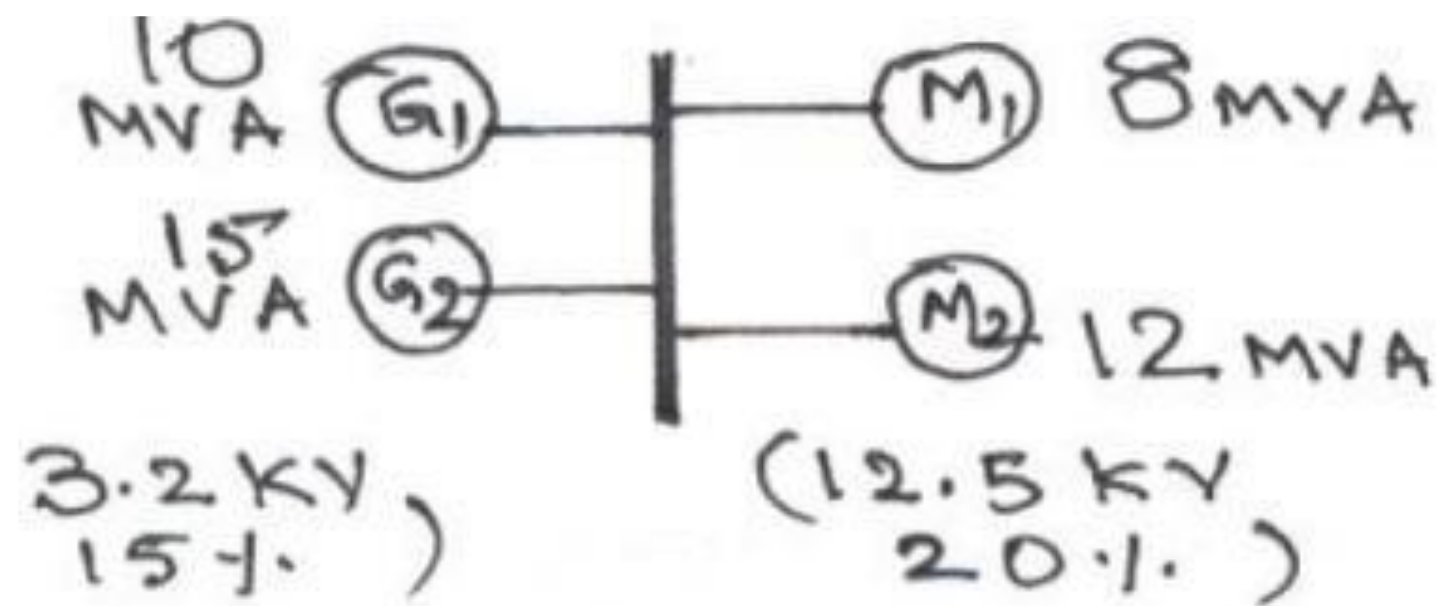 10
MVA G1
M1 8 MVA
15
MVA G2
M2 12 MVA
3.2 KV
15 %. )
(12.5 KV
20 %. )